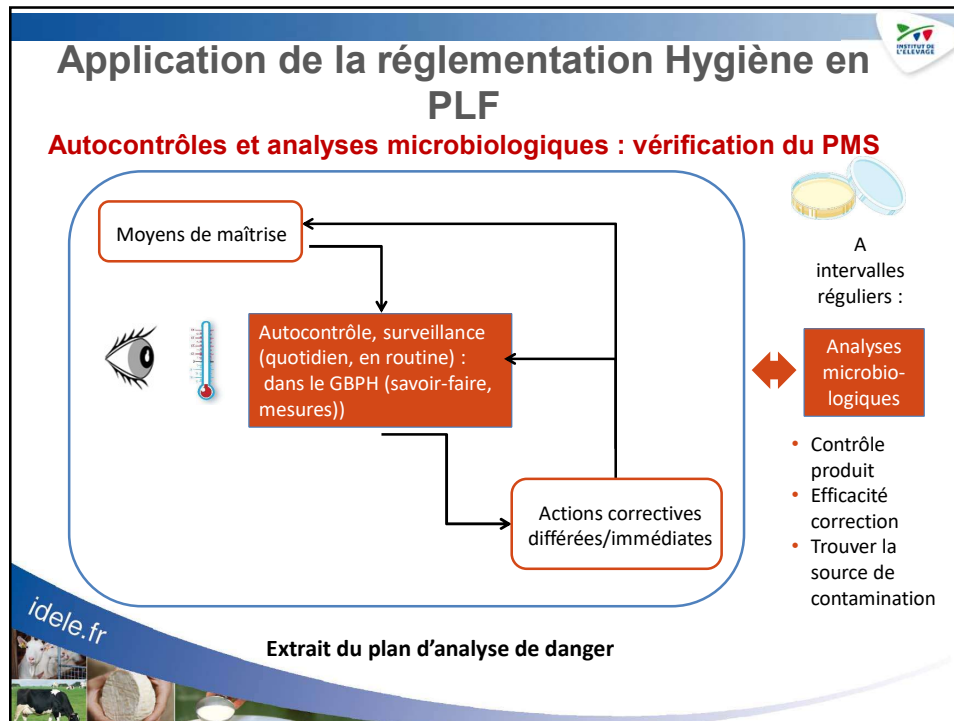 INSTITUT DE
L'ELEVAGE
Application de la réglementation Hygiène en
PLF
Autocontrôles et analyses microbiologiques : vérification du PMS
Moyens de maîtrise
Autocontrôle, surveillance
(quotidien, en routine) :
dans le GBPH (savoir-faire,
mesures))
Actions correctives
différées/immédiates
A
intervalles
réguliers :
Analyses
microbio-
logiques
• Contrôle
produit
• Efficacité
correction
• Trouver la
source de
contamination
idele.fr
Extrait du plan d'analyse de danger